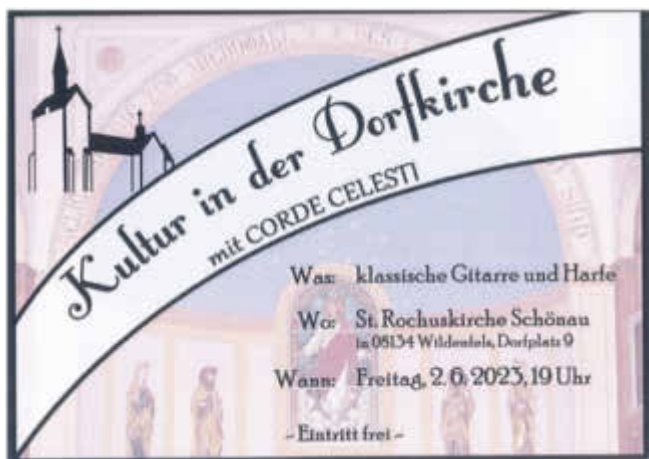 Kultur in der Dorfkirche
mit CORDE CELESTI
Was: klassische Gitarre und Harfe
Wo: St. Rochuskirche Schönau
in 08134 Wildenfels, Dorfplatz 9
Wann: Freitag, 2. 6. 2023, 19 Uhr
~ Eintritt frei ~